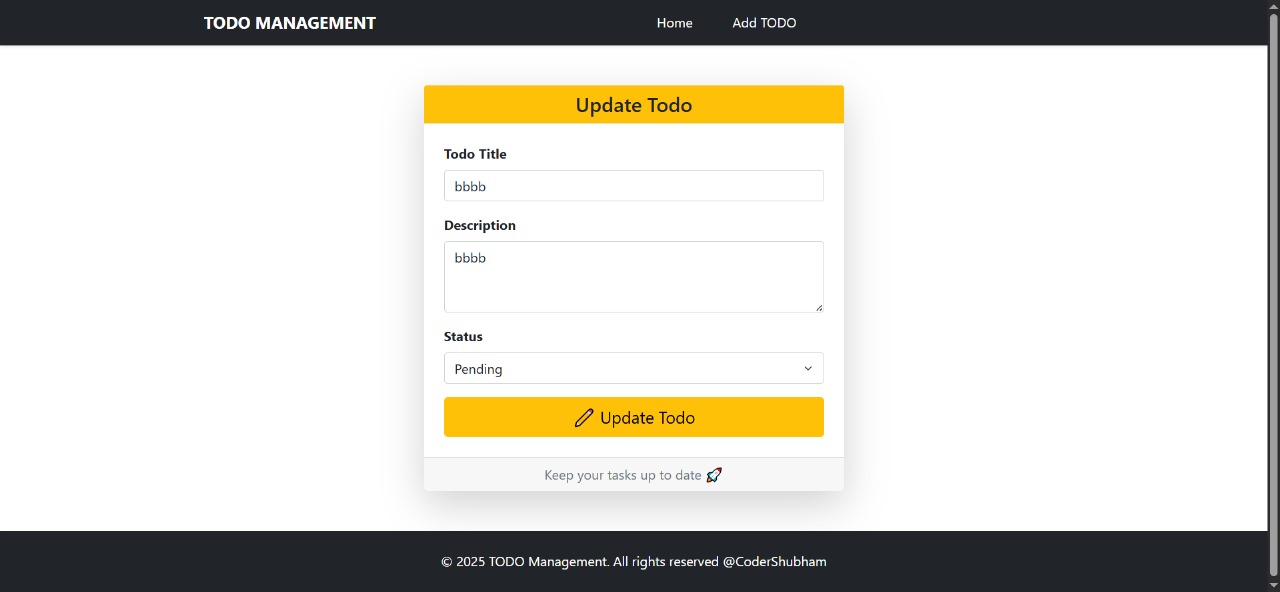 TODO MANAGEMENT Home Add TODO
Update Todo
Todo Title
bbbb
Description
bbbb
Status
Pending
Update Todo
Keep your tasks up to date 🚀
© 2025 TODO Management. All rights reserved @CoderShubham